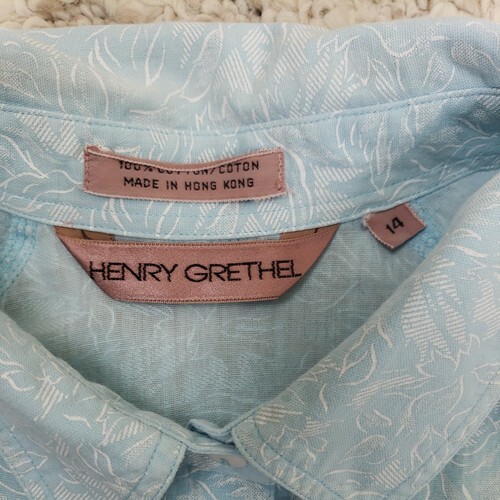 100% COTTON/COTON
MADE IN HONG KONG
HENRY GRETHEL
14